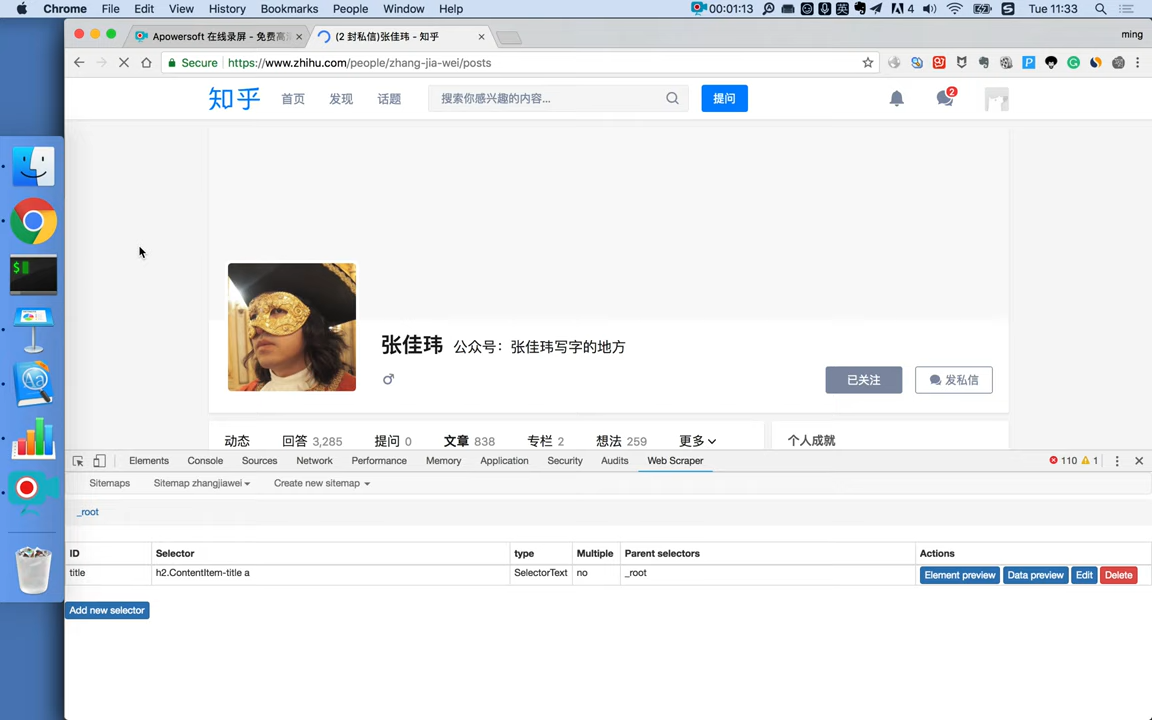 Chrome File Edit View History Bookmarks People Window Help 00:01:13 4 英 Tue 11:33
Apowersoft 在线录屏 - 免费高 × (2 封私信)张佳玮 - 知乎 × ming
Secure https://www.zhihu.com/people/zhang-jia-wei/posts
知乎 首页 发现 话题 搜索你感兴趣的内容... 提问 2
张佳玮 公众号：张佳玮写字的地方
♂ 已关注 发私信
动态 回答 3,285 提问 0 文章 838 专栏 2 想法 259 更多 个人成就
Elements Console Sources Network Performance Memory Application Security Audits Web Scraper 110 1
Sitemaps Sitemap zhangjiawei Create new sitemap
_root
ID Selector type Multiple Parent selectors Actions
title h2.ContentItem-title a SelectorText no _root Element preview Data preview Edit Delete
Add new selector